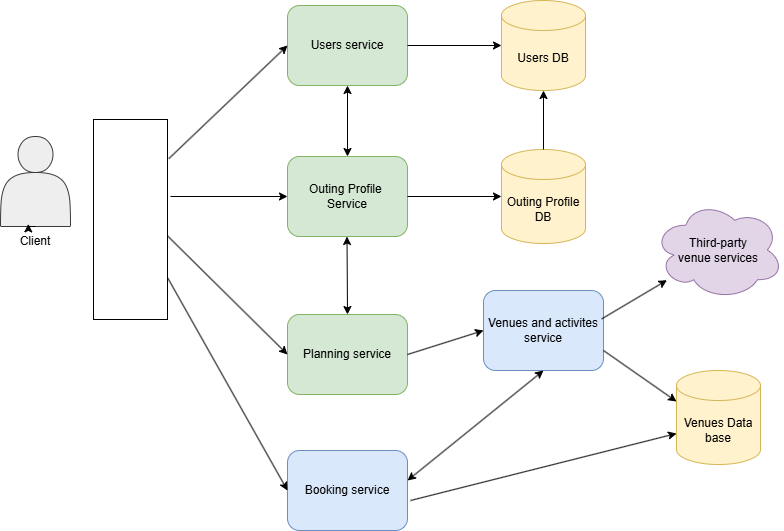 Users service
Users DB
Outing Profile
Service
Outing Profile
DB
Client
Third-party
venue services
Venues and activites
service
Planning service
Venues Data
base
Booking service